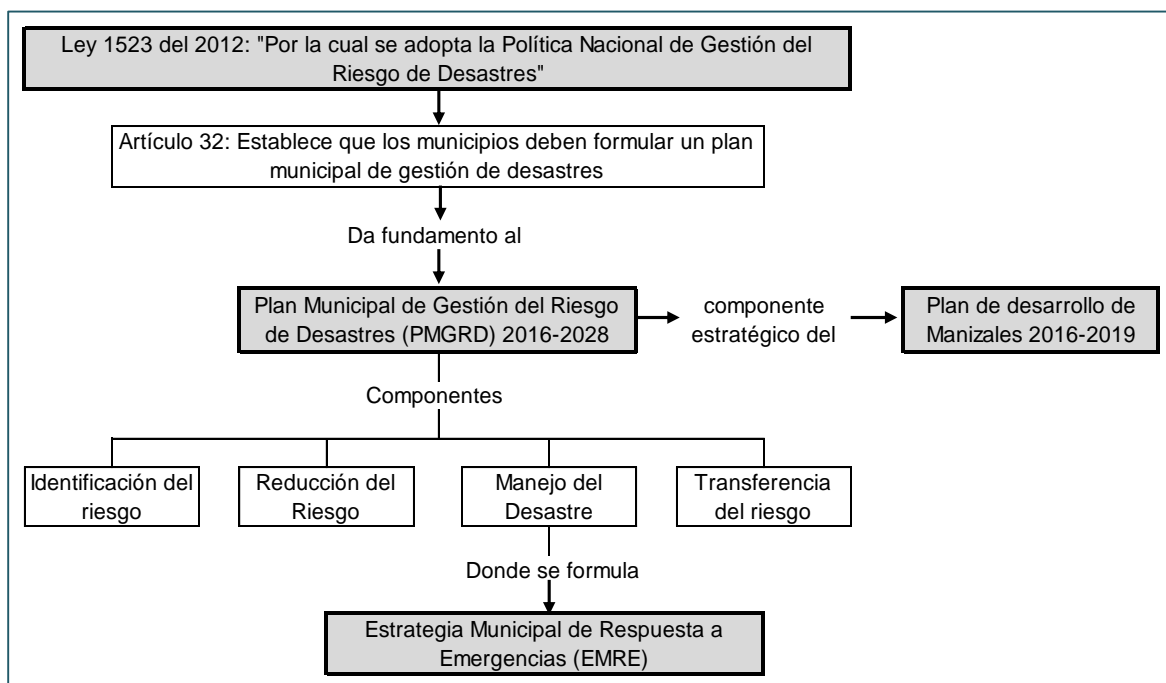 Ley 1523 del 2012: "Por la cual se adopta la Política Nacional de Gestión del
Riesgo de Desastres"
Artículo 32: Establece que los municipios deben formular un plan
municipal de gestión de desastres
Da fundamento al
Plan Municipal de Gestión del Riesgo
de Desastres (PMGRD) 2016-2028
componente
estratégico del
Plan de desarrollo de
Manizales 2016-2019
Componentes
Identificación del
riesgo
Reducción del
Riesgo
Manejo del
Desastre
Transferencia
del riesgo
Donde se formula
Estrategia Municipal de Respuesta a
Emergencias (EMRE)